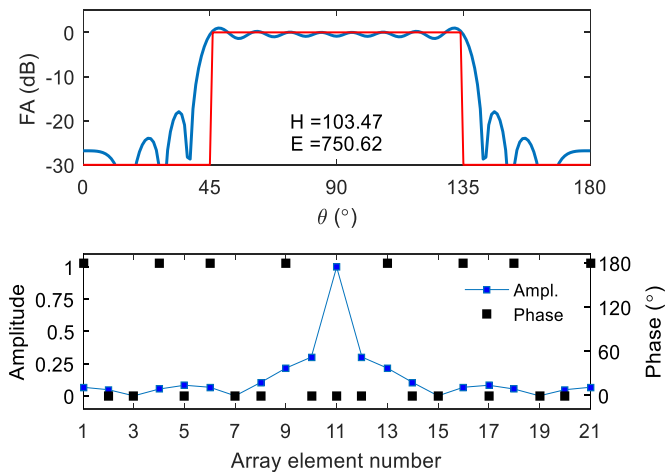 0
-10
-20
-30
FA (dB)
H =103.47
E =750.62
0 45 90 135 180
θ (°)
1
0.75
0.5
0.25
0
Amplitude
Ampl.
Phase
180
120
60
0
Phase (°)
1 3 5 7 9 11 13 15 17 19 21
Array element number